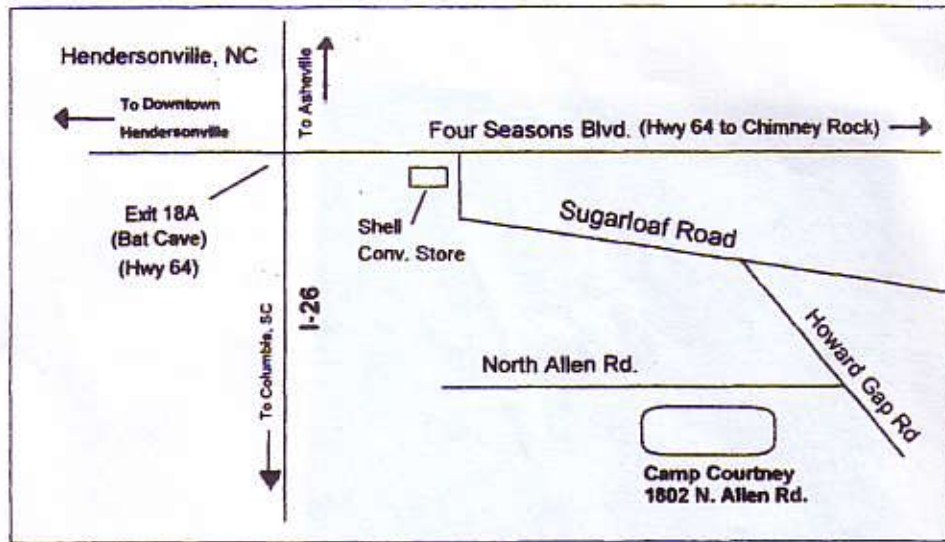 Hendersonville, NC
To Asheville
To Downtown
Hendersonville
Four Seasons Blvd. (Hwy 64 to Chimney Rock)
Exit 18A
(Bat Cave)
(Hwy 64)
Shell
Conv. Store
Sugarloaf Road
I-26
To Columbia, SC
Howard Gap Rd
North Allen Rd.
Camp Courtney
1802 N. Allen Rd.